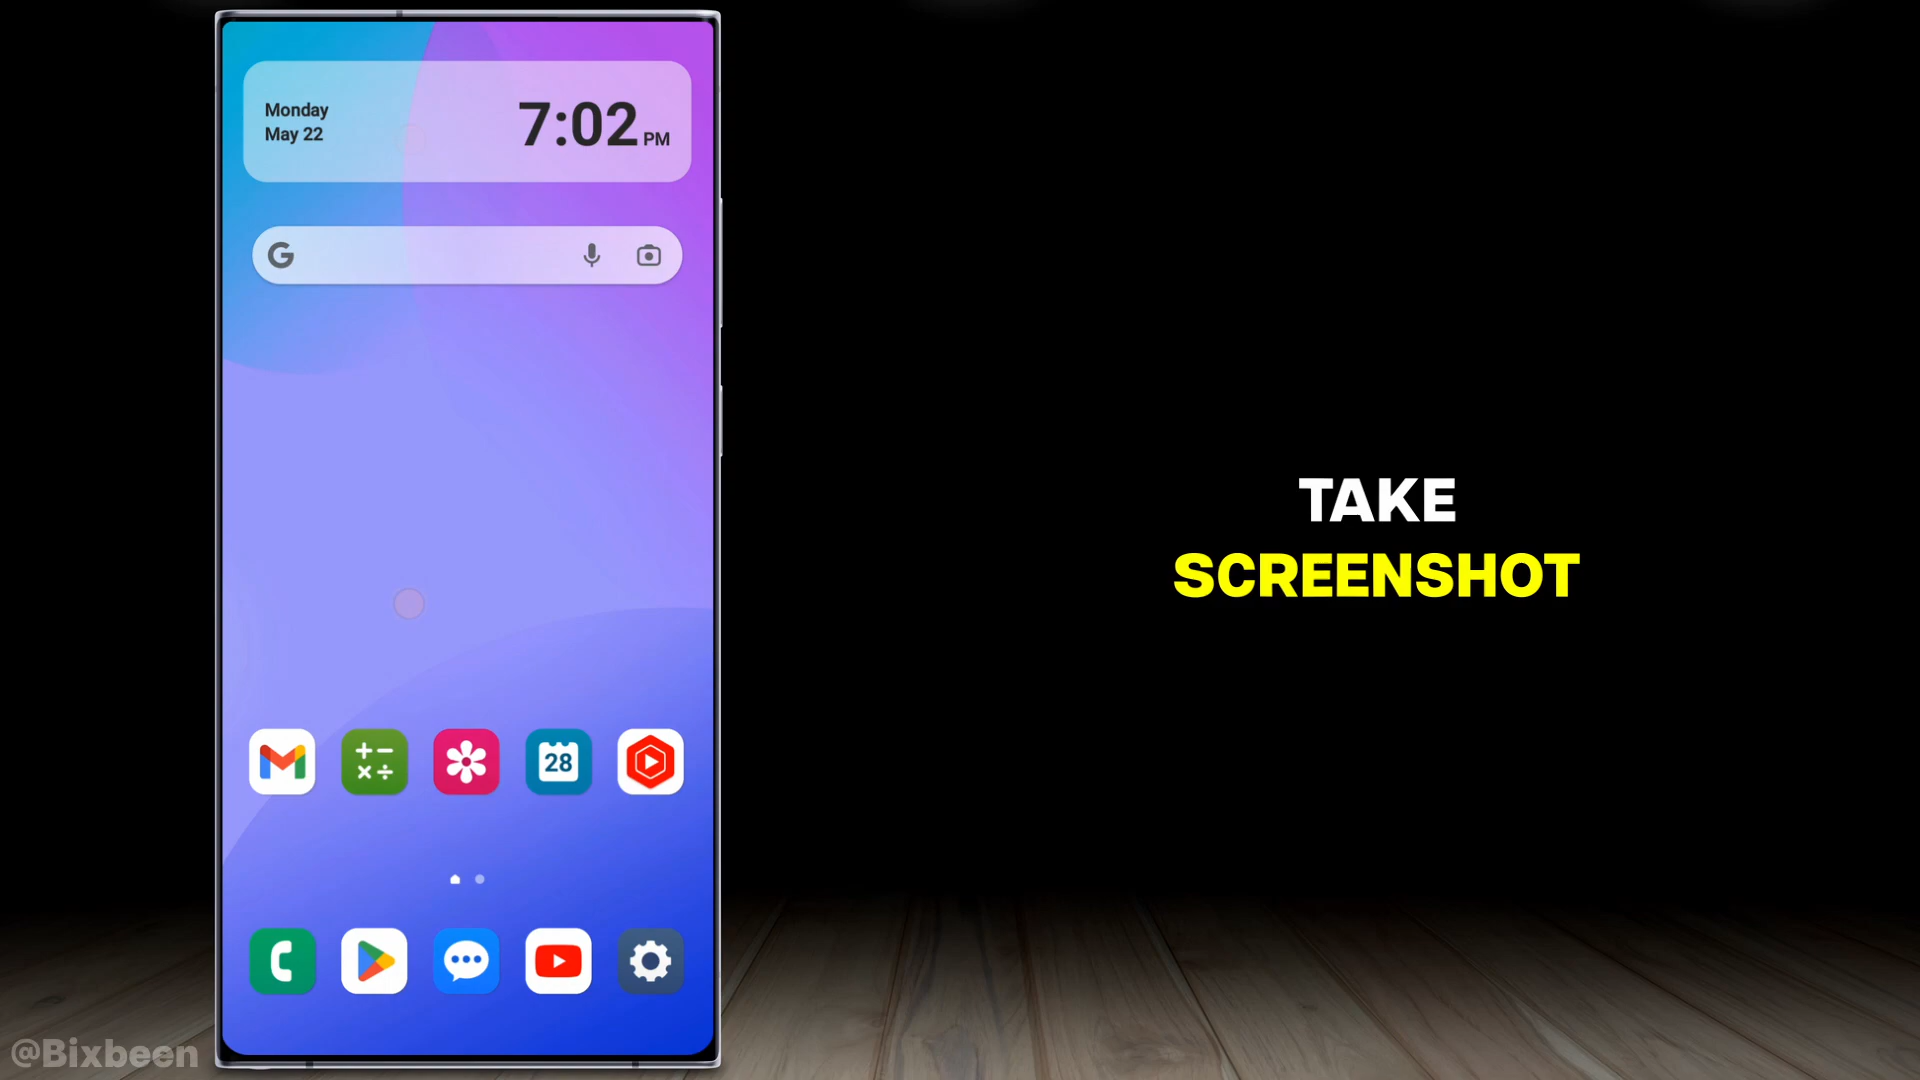 Monday
May 22
7:02 PM
28
TAKE
SCREENSHOT
@Bixbeen